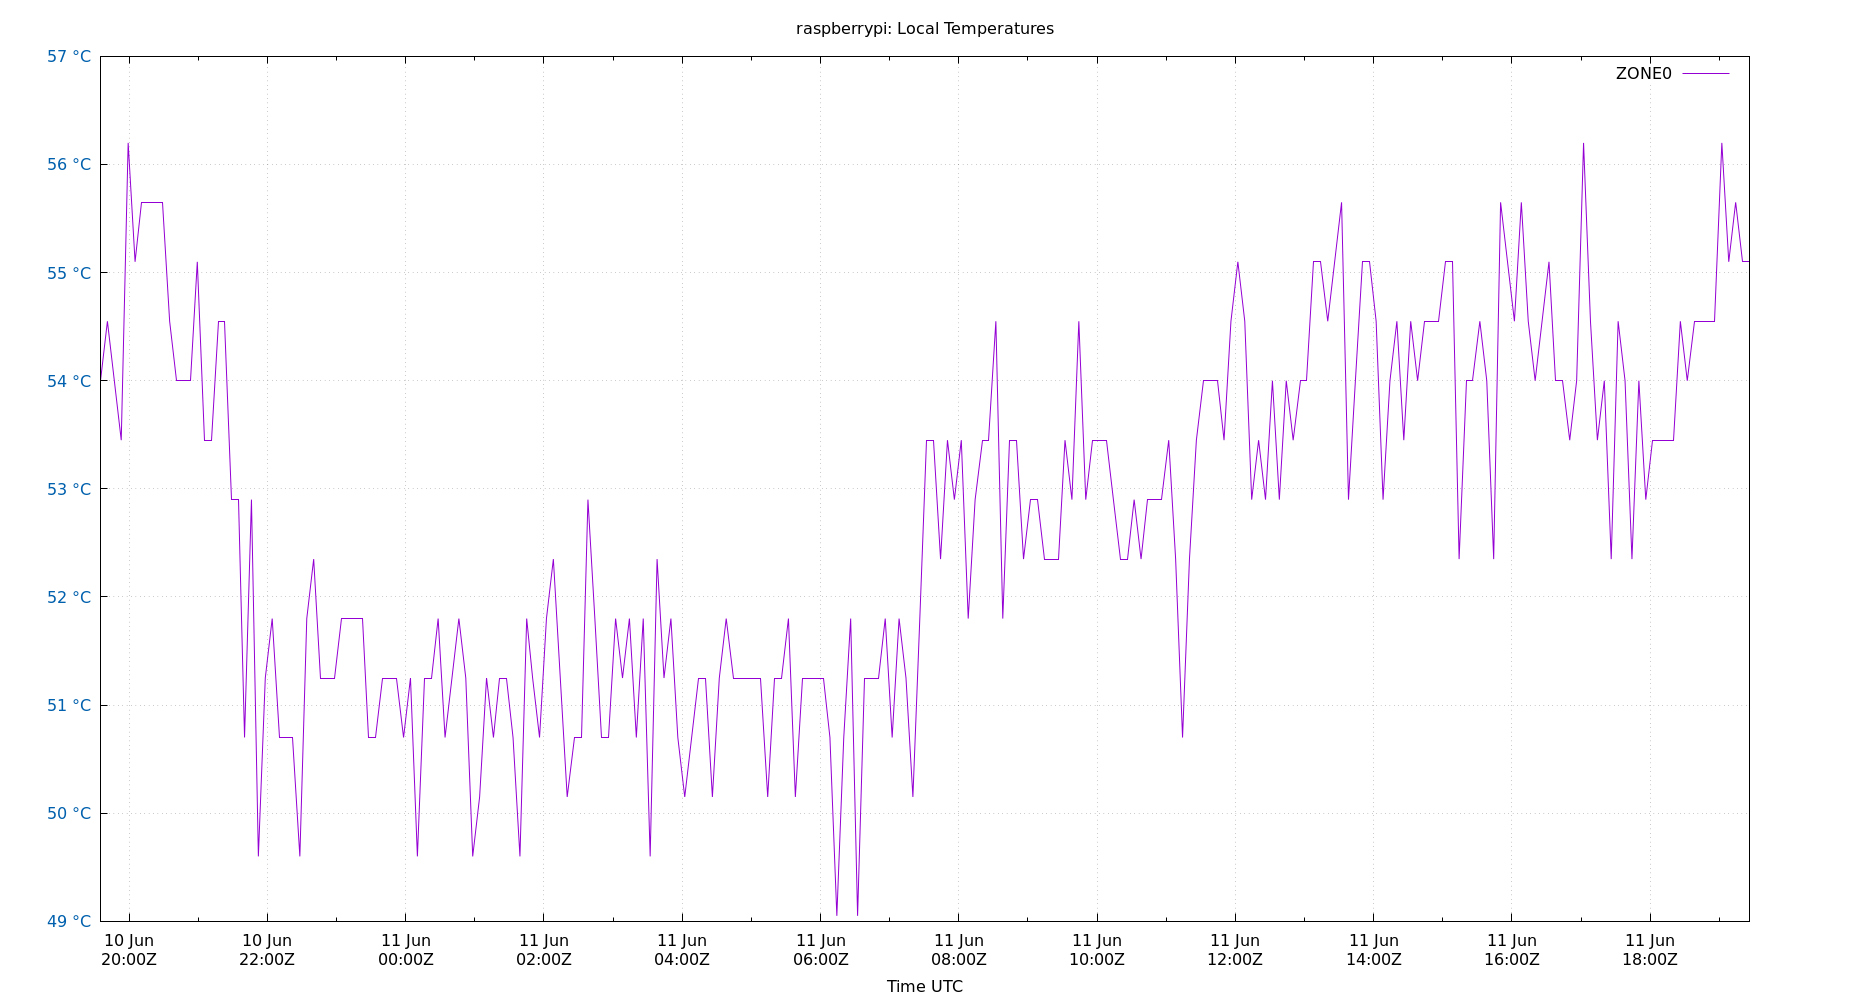 raspberrypi: Local Temperatures
57 °C
ZONE0
56 °C
55 °C
54 °C
53 °C
52 °C
51 °C
50 °C
49 °C
10 Jun 10 Jun 11 Jun 11 Jun 11 Jun 11 Jun 11 Jun 11 Jun 11 Jun 11 Jun 11 Jun 11 Jun
20:00Z 22:00Z 00:00Z 02:00Z 04:00Z 06:00Z 08:00Z 10:00Z 12:00Z 14:00Z 16:00Z 18:00Z
Time UTC